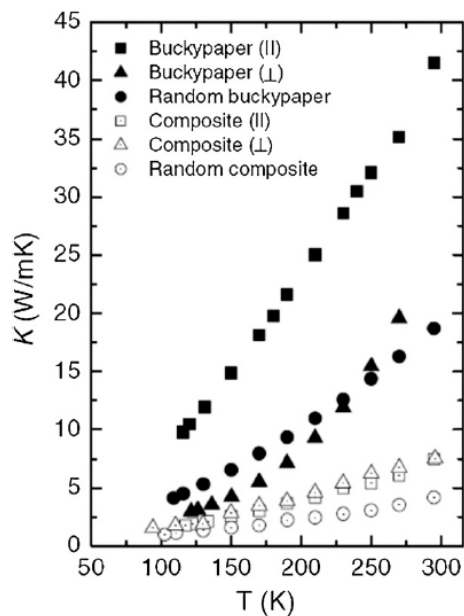 45
40
35
30
25
20
15
10
5
0
K (W/mK)
Buckypaper (||)
Buckypaper (⊥)
Random buckypaper
Composite (||)
Composite (⊥)
Random composite
50 100 150 200 250 300
T (K)